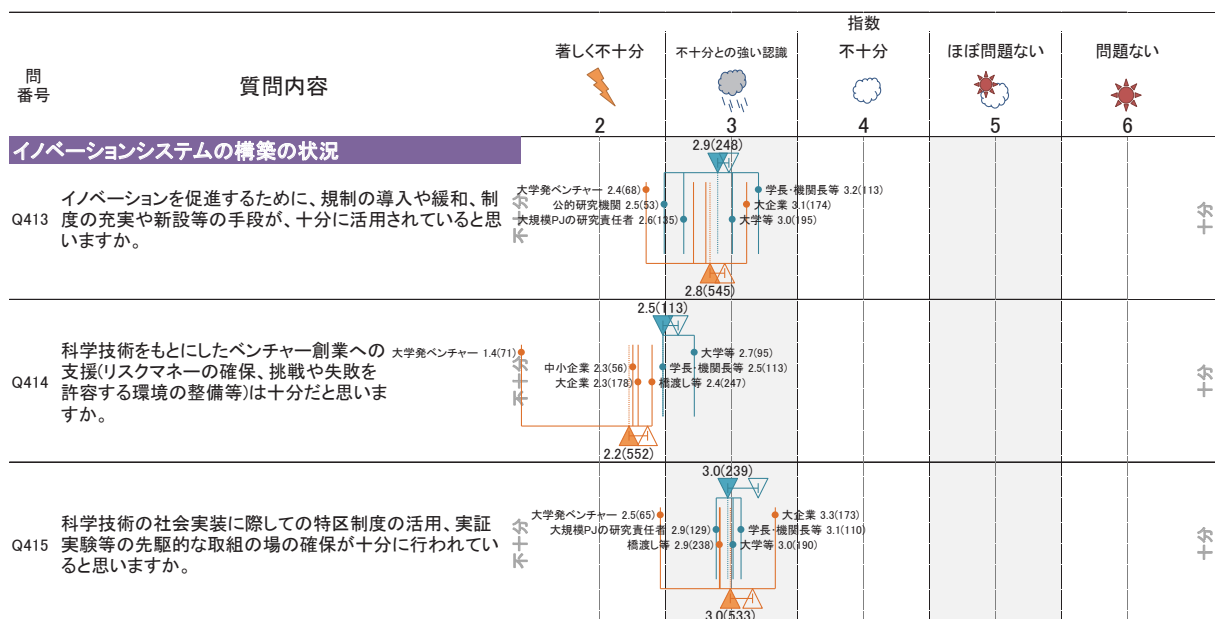 指数
著しく不十分
不十分との強い認識
不十分
ほぼ問題ない
問題ない
問
番号
質問内容
2
3
4
5
6
イノベーションシステムの構築の状況
2.9(248)
Q413
イノベーションを促進するために、規制の導入や緩和、制
度の充実や新設等の手段が、十分に活用されていると思
いますか。
不十分
大学発ベンチャー 2.4(68)
公的研究機関 2.5(53)
大規模PJの研究責任者 2.6(135)
学長・機関長等 3.2(113)
大企業 3.1(174)
大学等 3.0(195)
十分
2.8(545)
2.5(113)
Q414
科学技術をもとにしたベンチャー創業への
支援(リスクマネーの確保、挑戦や失敗を
許容する環境の整備等)は十分だと思いま
すか。
不十分
大学発ベンチャー 1.4(71)
中小企業 2.3(56)
大企業 2.3(178)
大学等 2.7(95)
学長・機関長等 2.5(113)
橋渡し等 2.4(247)
十分
2.2(552)
3.0(239)
Q415
科学技術の社会実装に際しての特区制度の活用、実証
実験等の先駆的な取組の場の確保が十分に行われてい
ると思いますか。
不十分
大学発ベンチャー 2.5(65)
大規模PJの研究責任者 2.9(129)
橋渡し等 2.9(238)
大企業 3.3(173)
学長・機関長等 3.1(110)
大学等 3.0(190)
十分
3.0(533)